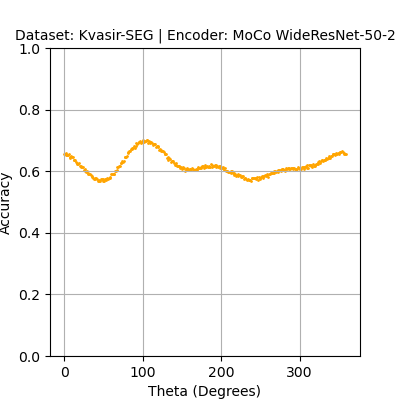 Dataset: Kvasir-SEG | Encoder: MoCo WideResNet-50-2
1.0
0.8
0.6
0.4
0.2
0.0
Accuracy
0 100 200 300
Theta (Degrees)